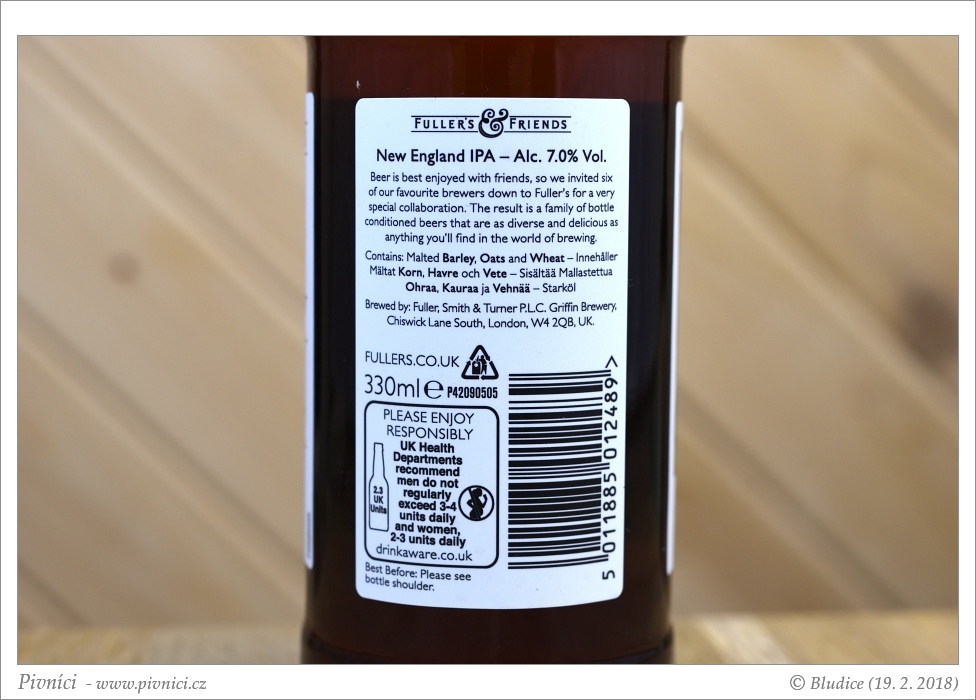 FULLER'S & FRIENDS
New England IPA – Alc. 7.0% Vol.
Beer is best enjoyed with friends, so we invited six
of our favourite brewers down to Fuller's for a very
special collaboration. The result is a family of bottle
conditioned beers that are as diverse and delicious as
anything you'll find in the world of brewing.
Contains: Malted Barley, Oats and Wheat – Innehåller
Mältat Korn, Havre och Vete – Sisältää Mallastettua
Ohraa, Kauraa ja Vehnää – Starköl
Brewed by: Fuller, Smith & Turner P.L.C. Griffin Brewery,
Chiswick Lane South, London, W4 2QB, UK.
FULLERS.CO.UK
330ml e P42090505
PLEASE ENJOY
RESPONSIBLY
UK Health
Departments
recommend
men do not
regularly
exceed 3-4
units daily
and women,
2-3 units daily
2.3
UK
Units
drinkaware.co.uk
Best Before: Please see
bottle shoulder.
5 011885 012489 >
Pivníci - www.pivnici.cz
© Bludice (19. 2. 2018)